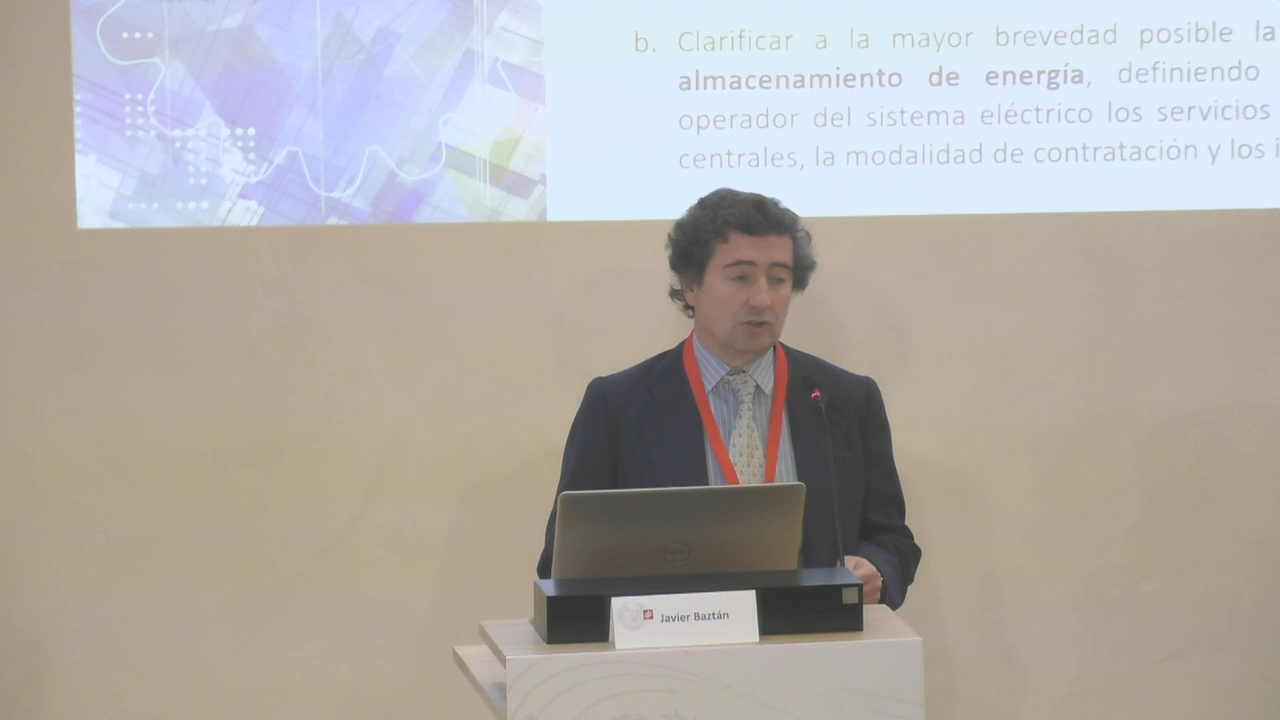 b. Clarificar a la mayor brevedad posible la
almacenamiento de energía, definiendo
operador del sistema eléctrico los servicios
centrales, la modalidad de contratación y los
Javier Baztán